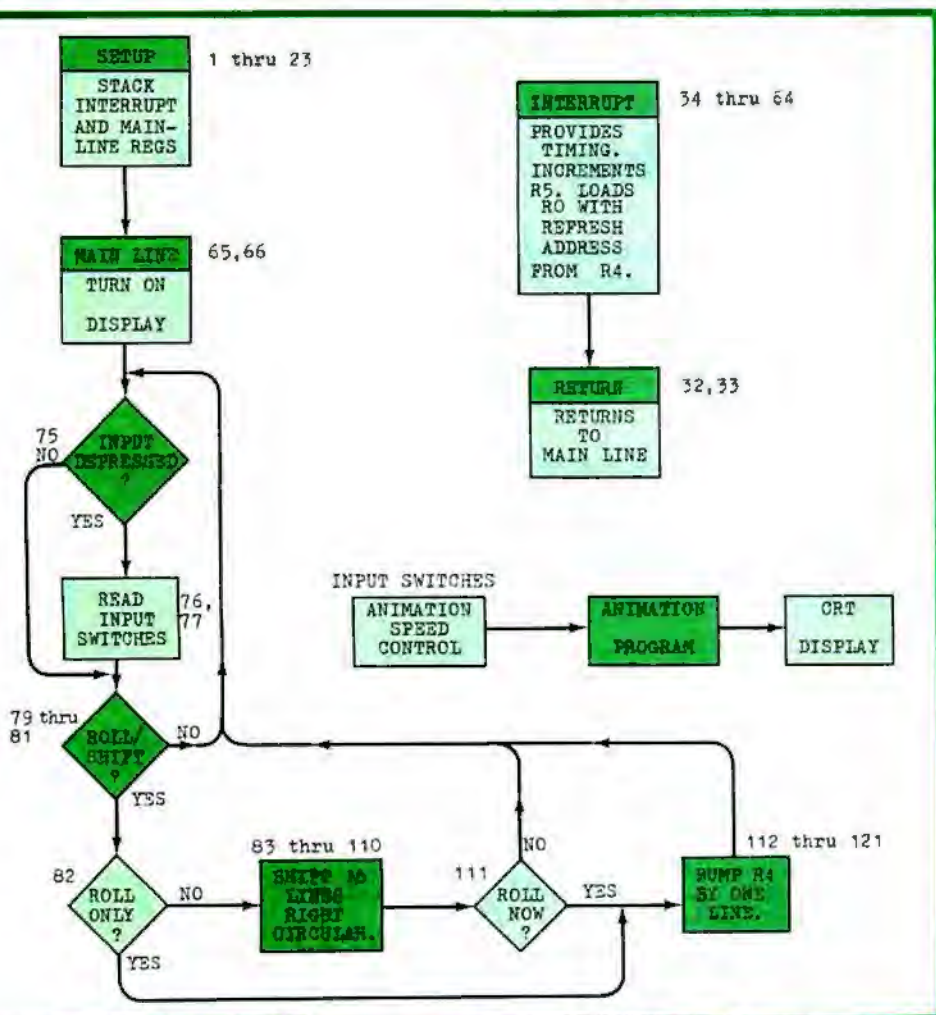 SETUP
1 thru 23
STACK
INTERRUPT
AND MAIN-
LINE REGS
MAIN LINE
65,66
TURN ON
DISPLAY
INTERRUPT
34 thru 64
PROVIDES
TIMING.
INCREMENTS
R5. LOADS
R0 WITH
REFRESH
ADDRESS
FROM R4.
RETURN
32,33
RETURNS
TO
MAIN LINE
75
NO
INPUT
DEPRESSED
?
YES
READ
INPUT
SWITCHES
76,
77
INPUT SWITCHES
ANIMATION
SPEED
CONTROL
ANIMATION
PROGRAM
CRT
DISPLAY
79 thru
81
ROLL/
SHIFT
?
NO
YES
82
ROLL
ONLY
?
NO
YES
83 thru 110
SHIFT
LINES
RIGHT
CIRCULAR.
111
NO
ROLL
NOW
?
YES
112 thru 121
BUMP R4
BY ONE
LINE.